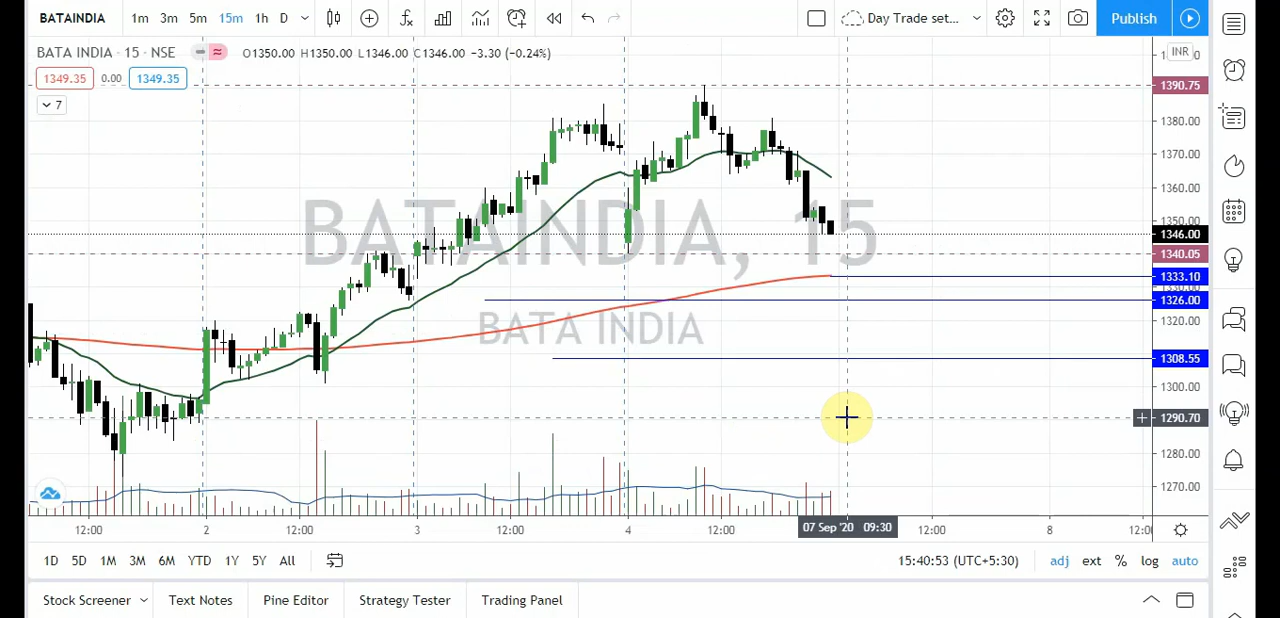 BATAINDIA 1m 3m 5m 15m 1h D Day Trade set... Publish
BATA INDIA · 15 · NSE O1350.00 H1350.00 L1346.00 C1346.00 -3.30 (-0.24%)
INR
1349.35 0.00 1349.35
7
1390.75
1380.00
1370.00
1360.00
1350.00
BATAINDIA, 15
1346.00
1340.05
1333.10
1326.00
1320.00
BATA INDIA
1308.55
1300.00
1290.70
1280.00
1270.00
12:00 2 12:00 3 12:00 4 12:00 07 Sep '20 09:30 12:00 8
1D 5D 1M 3M 6M YTD 1Y 5Y All 15:40:53 (UTC+5:30) adj ext % log auto
Stock Screener Text Notes Pine Editor Strategy Tester Trading Panel